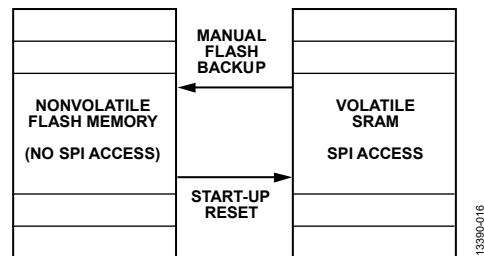 MANUAL
FLASH
BACKUP
NONVOLATILE
FLASH MEMORY
(NO SPI ACCESS)
VOLATILE
SRAM
SPI ACCESS
START-UP
RESET
13390-016